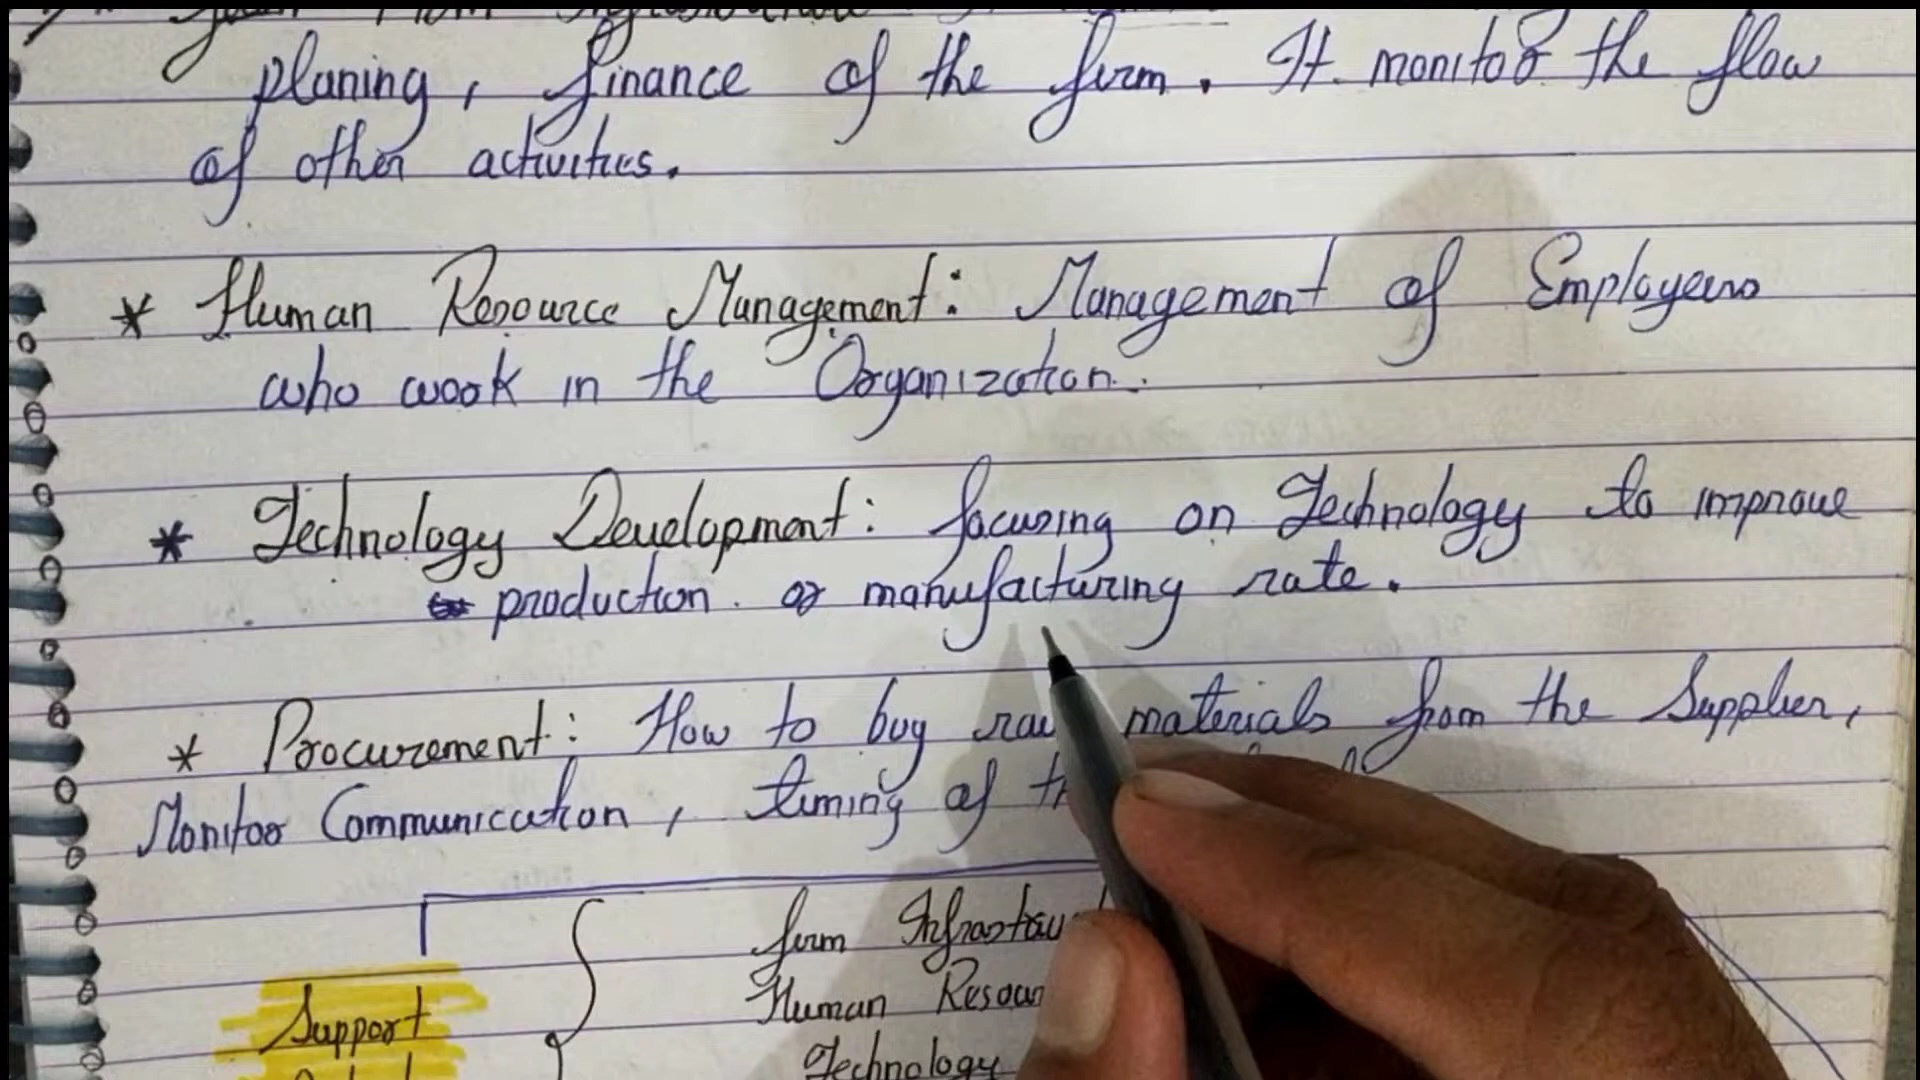 planing, finance of the firm. It monitor the flow
of other activities.
* Human Resource Management: Management of Employees
who work in the Organization.
* Technology Development: focusing on Technology to improve
production or manufacturing rate.
* Procurement: How to buy raw materials from the Supplier,
Monitor Communication, timing of
firm
Human
Support
Technology